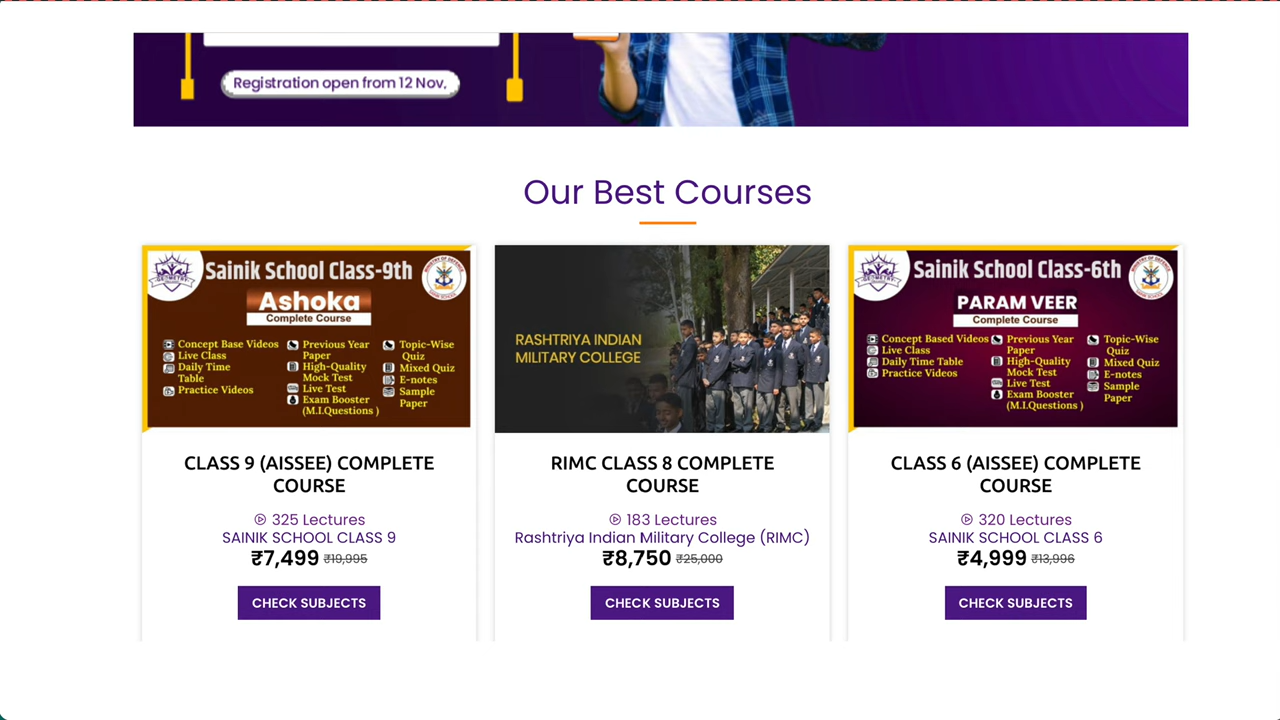 Registration open from 12 Nov,
Our Best Courses
Sainik School Class-9th
Ashoka
Complete Course
Concept Base Videos
Live Class
Daily Time
Table
Practice Videos
Previous Year
Paper
High-Quality
Mock Test
Live Test
Exam Booster
(M.I.Questions )
Topic-Wise
Quiz
Mixed Quiz
E-notes
Sample
Paper
CLASS 9 (AISSEE) COMPLETE
COURSE
325 Lectures
SAINIK SCHOOL CLASS 9
₹7,499 ₹19,995
CHECK SUBJECTS
RASHTRIYA INDIAN
MILITARY COLLEGE
RIMC CLASS 8 COMPLETE
COURSE
183 Lectures
Rashtriya Indian Military College (RIMC)
₹8,750 ₹25,000
CHECK SUBJECTS
Sainik School Class-6th
PARAM VEER
Complete Course
Concept Based Videos
Live Class
Daily Time Table
Practice Videos
Previous Year
Paper
High-Quality
Mock Test
Live Test
Exam Booster
(M.I.Questions )
Topic-Wise
Quiz
Mixed Quiz
E-notes
Sample
Paper
CLASS 6 (AISSEE) COMPLETE
COURSE
320 Lectures
SAINIK SCHOOL CLASS 6
₹4,999 ₹13,996
CHECK SUBJECTS